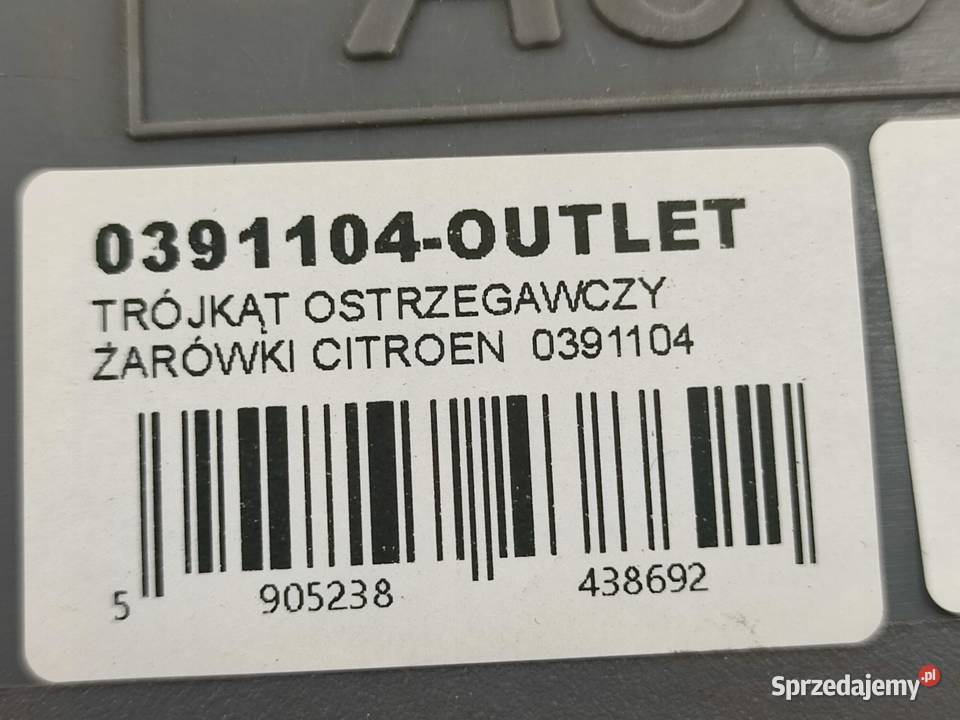 0391104-OUTLET
TRÓJKĄT OSTRZEGAWCZY
ŻARÓWKI CITROEN 0391104
5 905238 438692
Sprzedajemy.pl